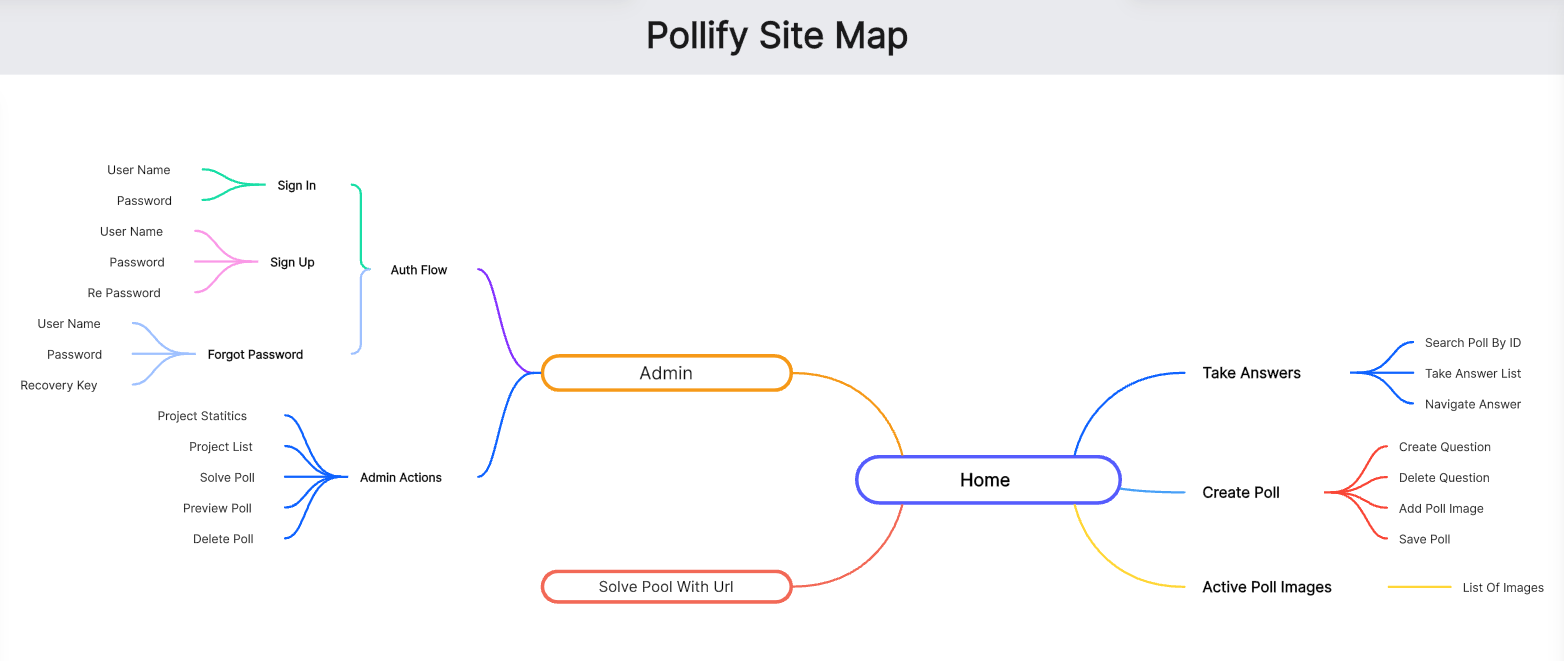 Pollify Site Map
User Name
Password
Sign In
User Name
Password
Re Password
Sign Up
User Name
Password
Recovery Key
Forgot Password
Auth Flow
Project Statitics
Project List
Solve Poll
Preview Poll
Delete Poll
Admin Actions
Admin
Home
Solve Pool With Url
Take Answers
Search Poll By ID
Take Answer List
Navigate Answer
Create Poll
Create Question
Delete Question
Add Poll Image
Save Poll
Active Poll Images
List Of Images